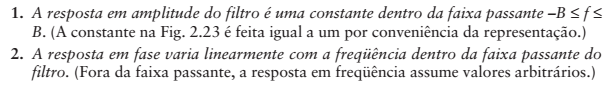 1. A resposta em amplitude do filtro é uma constante dentro da faixa passante –B ≤ f ≤
B. (A constante na Fig. 2.23 é feita igual a um por conveniência da representação.)
2. A resposta em fase varia linearmente com a freqüência dentro da faixa passante do
filtro. (Fora da faixa passante, a resposta em freqüência assume valores arbitrários.)